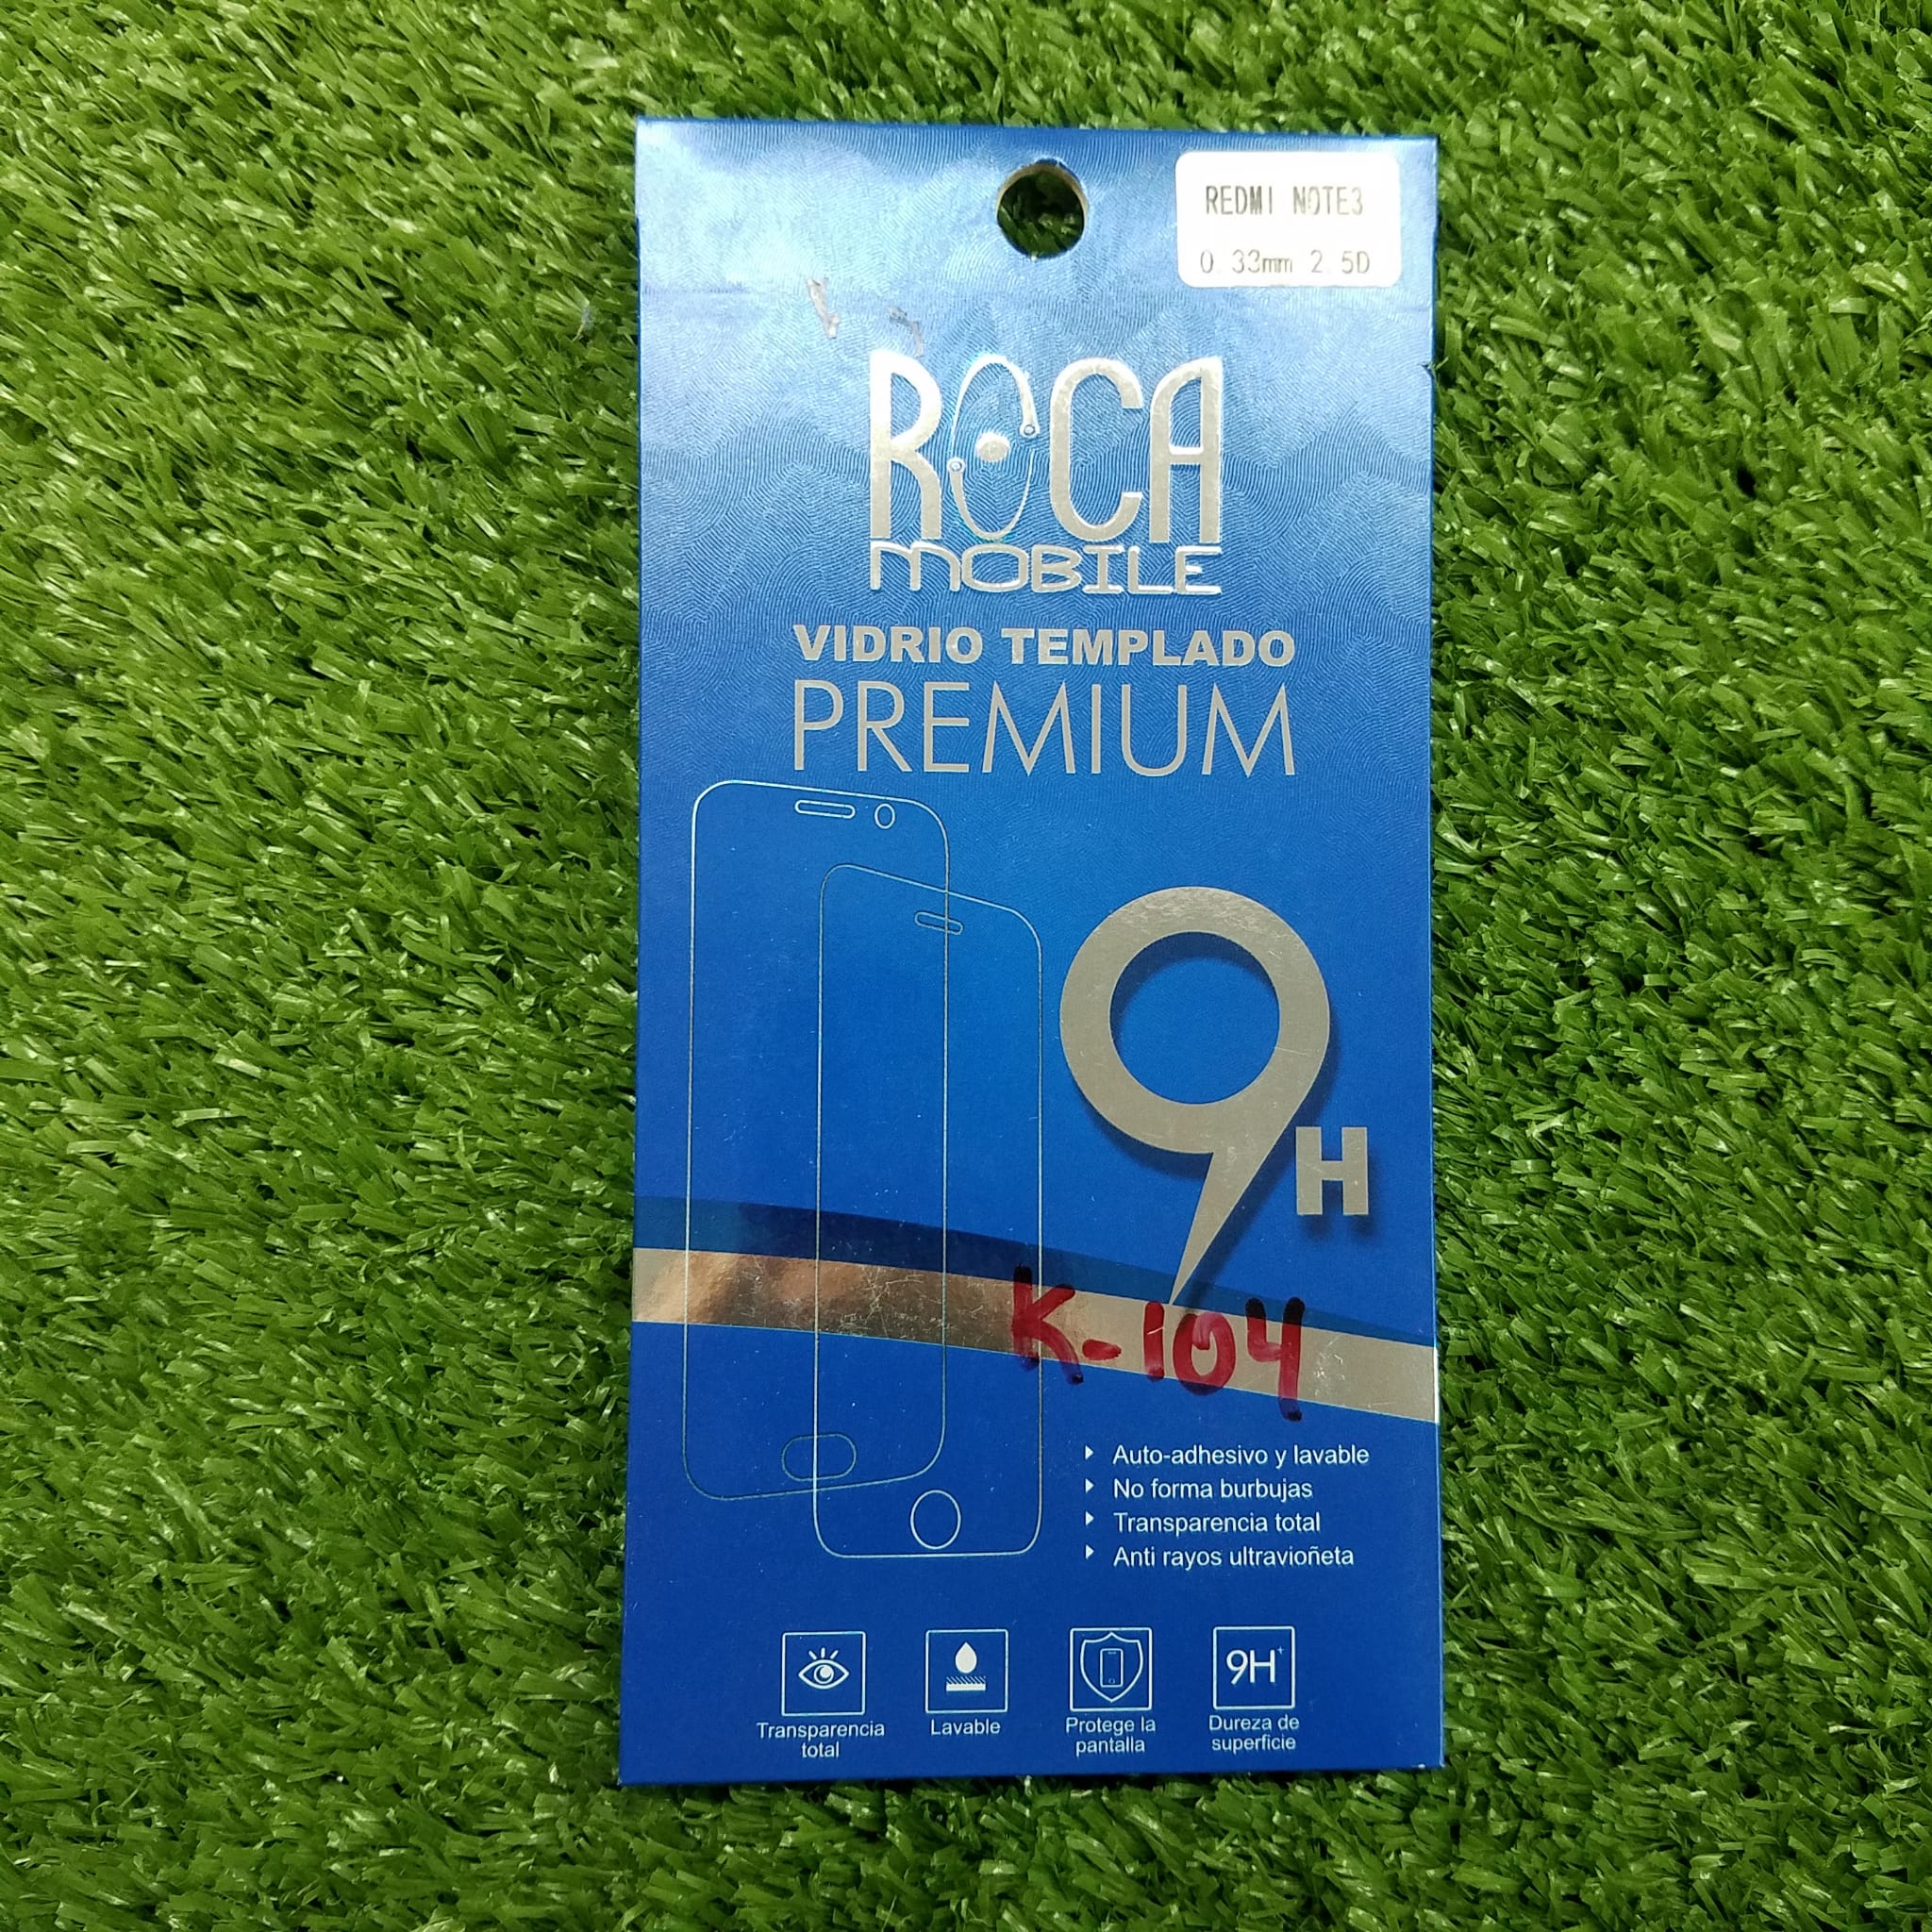 REDMI NOTE3
0.33mm 2.5D
ROCA
MOBILE
VIDRIO TEMPLADO
PREMIUM
9H
K-104
Auto-adhesivo y lavable
No forma burbujas
Transparencia total
Anti rayos ultravioñeta
Transparencia
total
Lavable
Protege la
pantalla
9H+
Dureza de
superficie